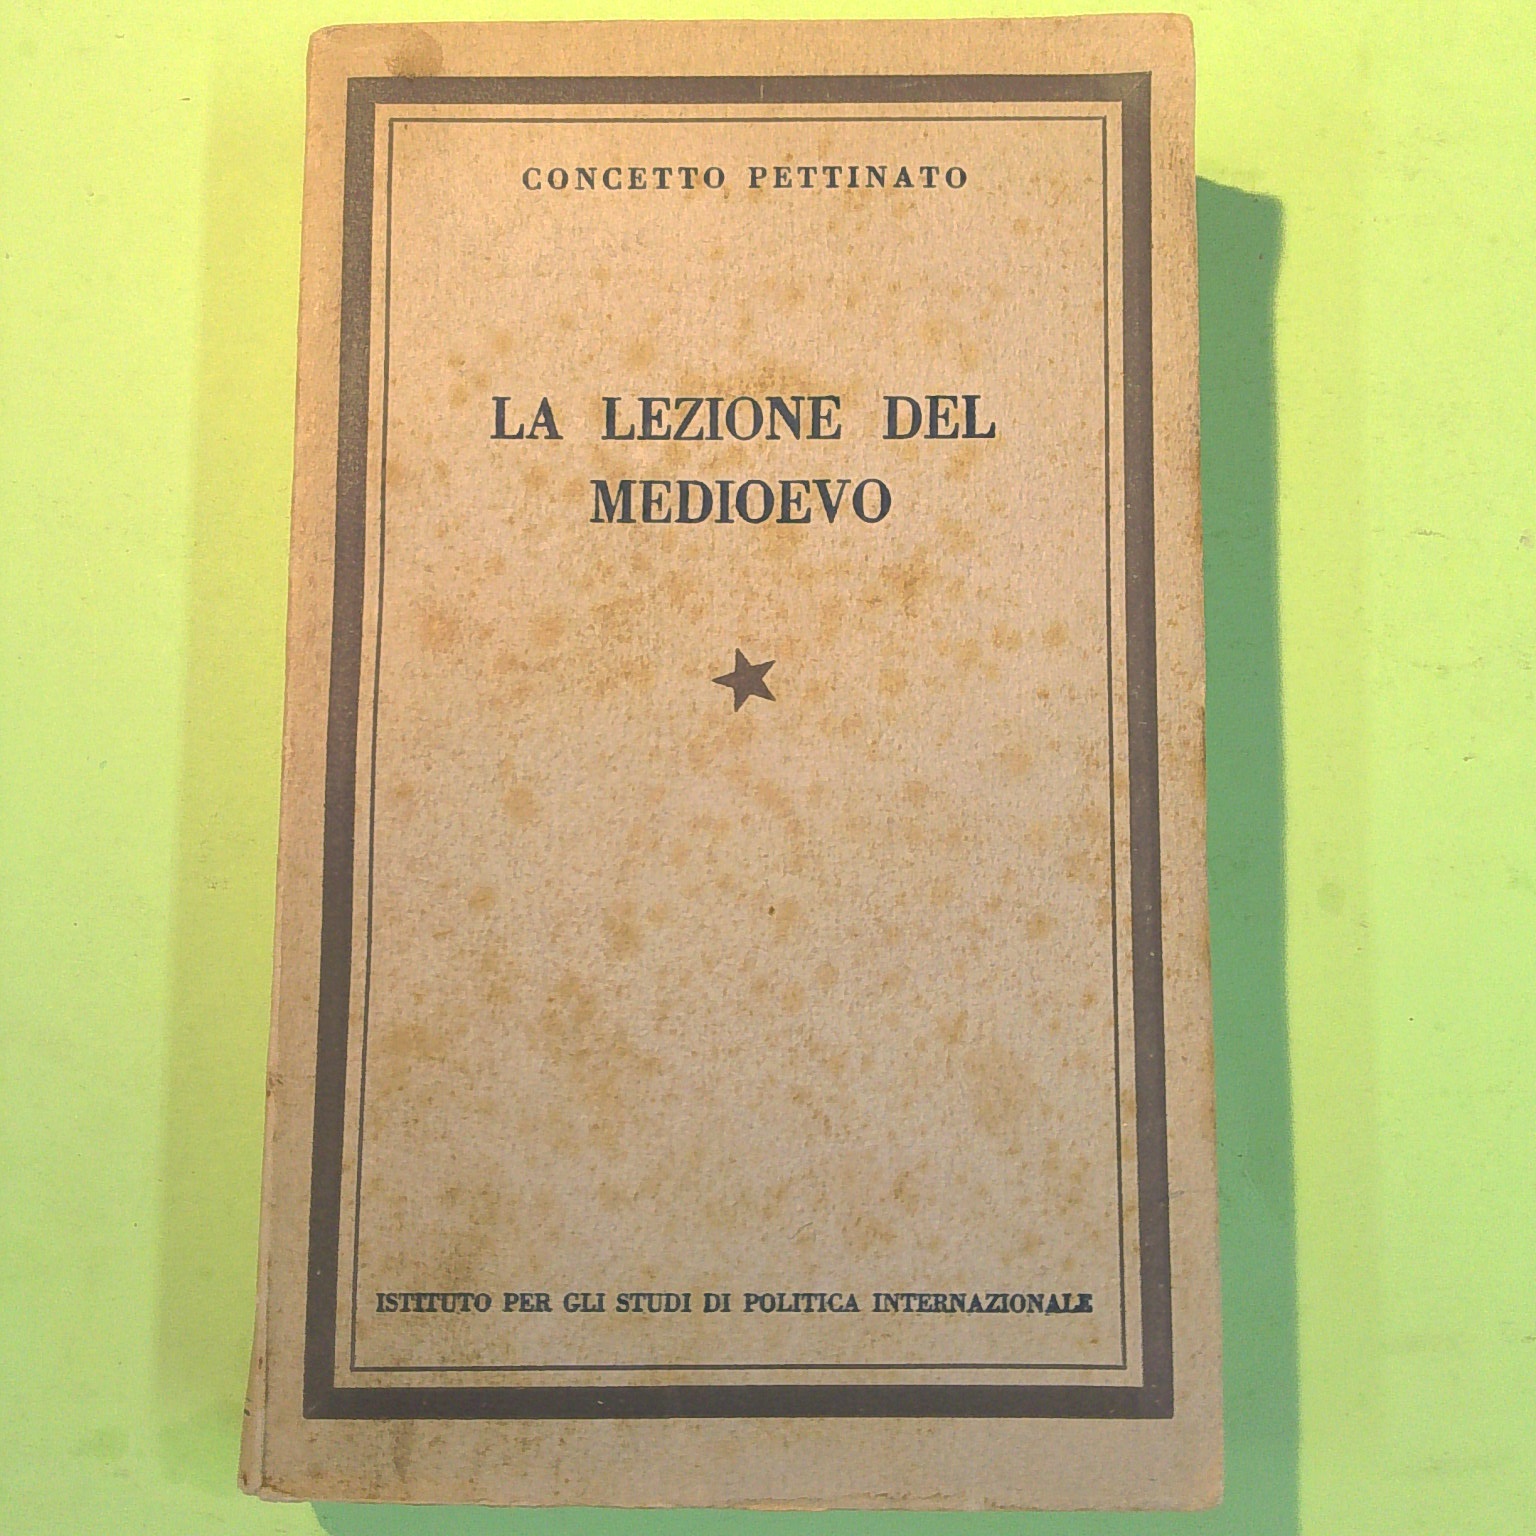 CONCETTO PETTINATO
LA LEZIONE DEL
MEDIOEVO
ISTITUTO PER GLI STUDI DI POLITICA INTERNAZIONALE